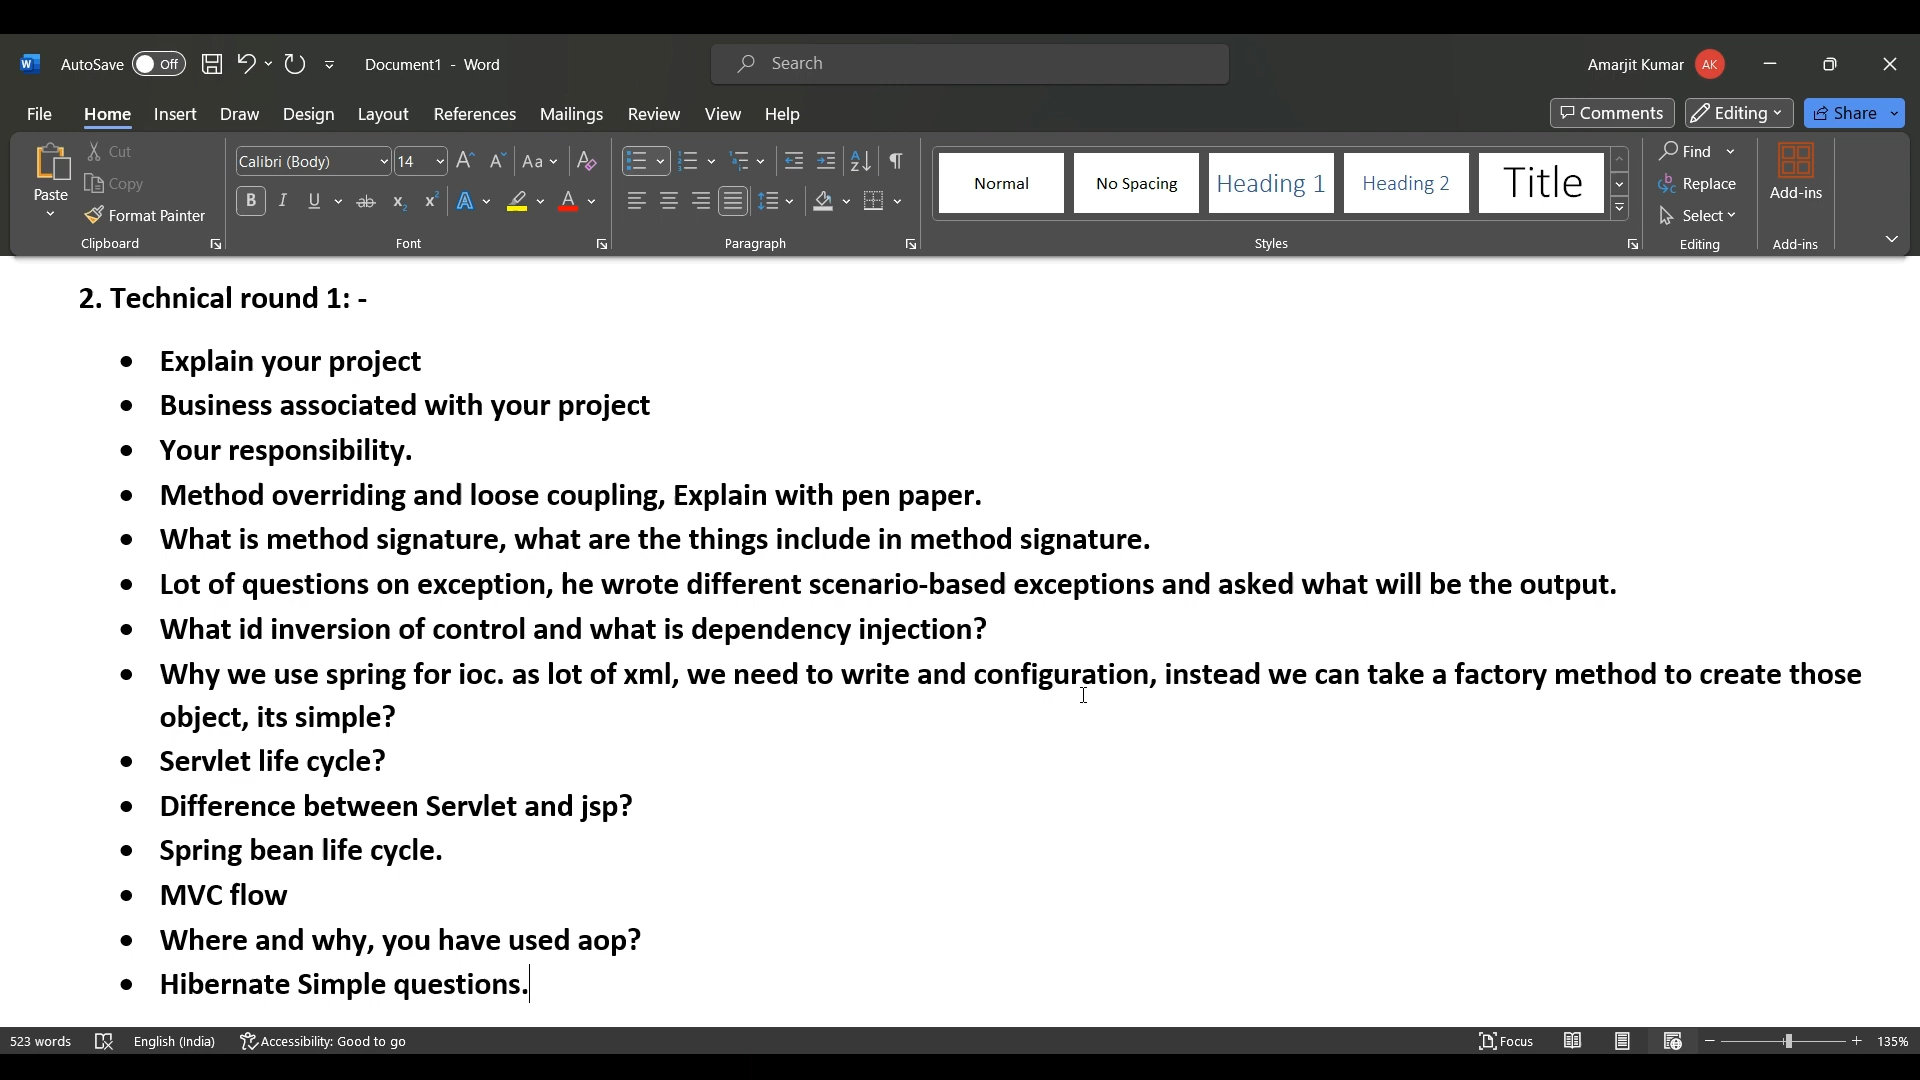 AutoSave Off Document1 - Word Search Amarjit Kumar AK
File Home Insert Draw Design Layout References Mailings Review View Help Comments Editing Share
Paste Cut Copy Format Painter Clipboard
Calibri (Body) 14 Font
Paragraph
Normal No Spacing Heading 1 Heading 2 Title Styles
Find Replace Select Editing
Add-ins Add-ins
2. Technical round 1: -
• Explain your project
• Business associated with your project
• Your responsibility.
• Method overriding and loose coupling, Explain with pen paper.
• What is method signature, what are the things include in method signature.
• Lot of questions on exception, he wrote different scenario-based exceptions and asked what will be the output.
• What id inversion of control and what is dependency injection?
• Why we use spring for ioc. as lot of xml, we need to write and configuration, instead we can take a factory method to create those
object, its simple?
• Servlet life cycle?
• Difference between Servlet and jsp?
• Spring bean life cycle.
• MVC flow
• Where and why, you have used aop?
• Hibernate Simple questions.
523 words English (India) Accessibility: Good to go Focus 135%